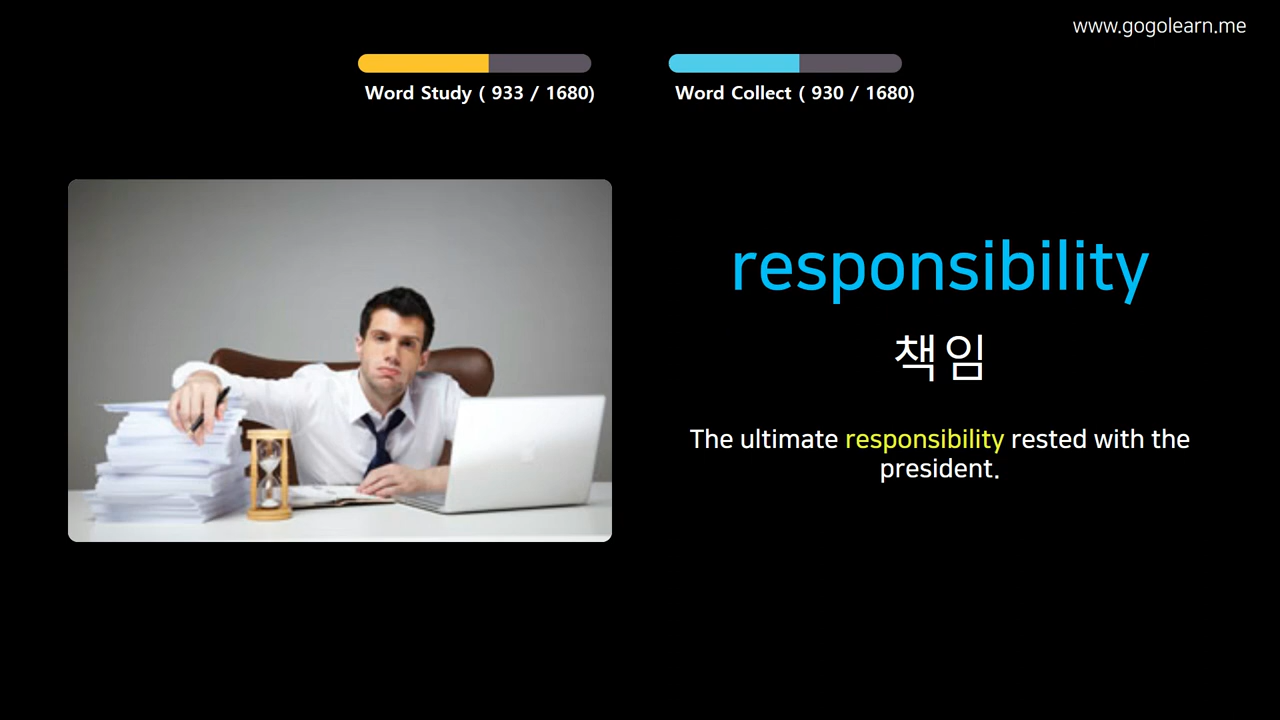 www.gogolearn.me
Word Study ( 933 / 1680)
Word Collect ( 930 / 1680)
responsibility
책임
The ultimate responsibility rested with the
president.